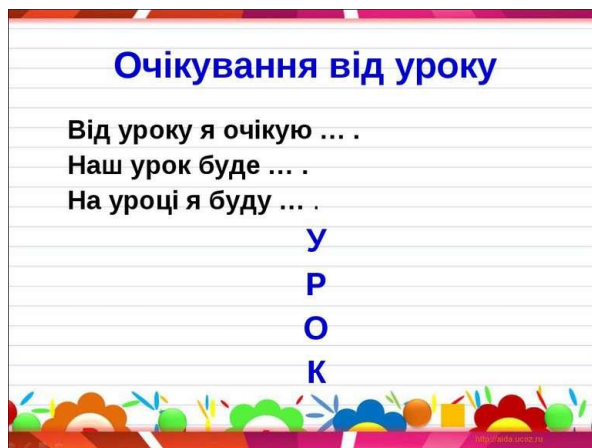 Очікування від уроку
Від уроку я очікую … .
Наш урок буде … .
На уроці я буду … .
У
Р
О
К
http://aida.ucoz.ru